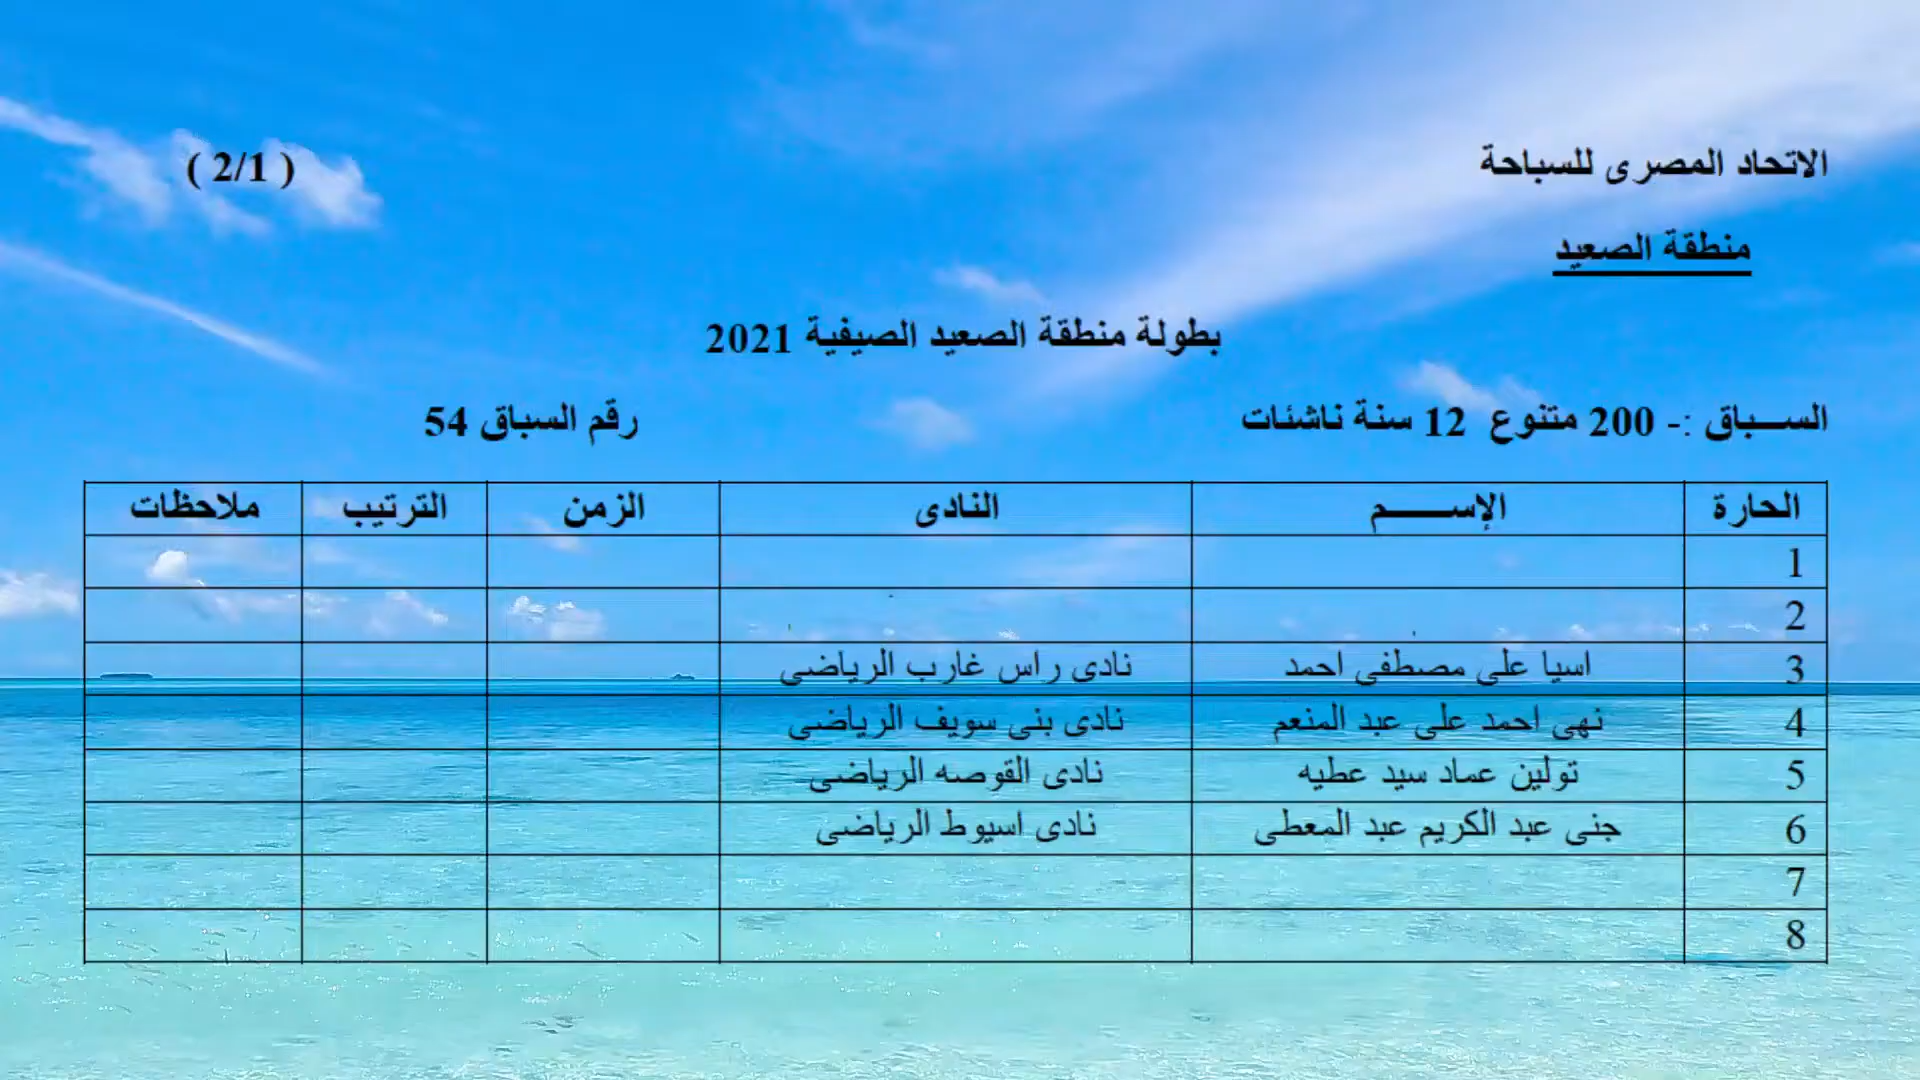 الاتحاد المصرى للسباحة
( 2/1 )
منطقة الصعيد
بطولة منطقة الصعيد الصيفية 2021
الســـباق :- 200 متنوع 12 سنة ناشئات
رقم السباق 54
الحارة الإســـــم النادى الزمن الترتيب ملاحظات
1
2
3 اسيا على مصطفى احمد نادى راس غارب الرياضى
4 نهى احمد على عبد المنعم نادى بنى سويف الرياضى
5 تولين عماد سيد عطيه نادى القوصه الرياضى
6 جنى عبد الكريم عبد المعطى نادى اسيوط الرياضى
7
8